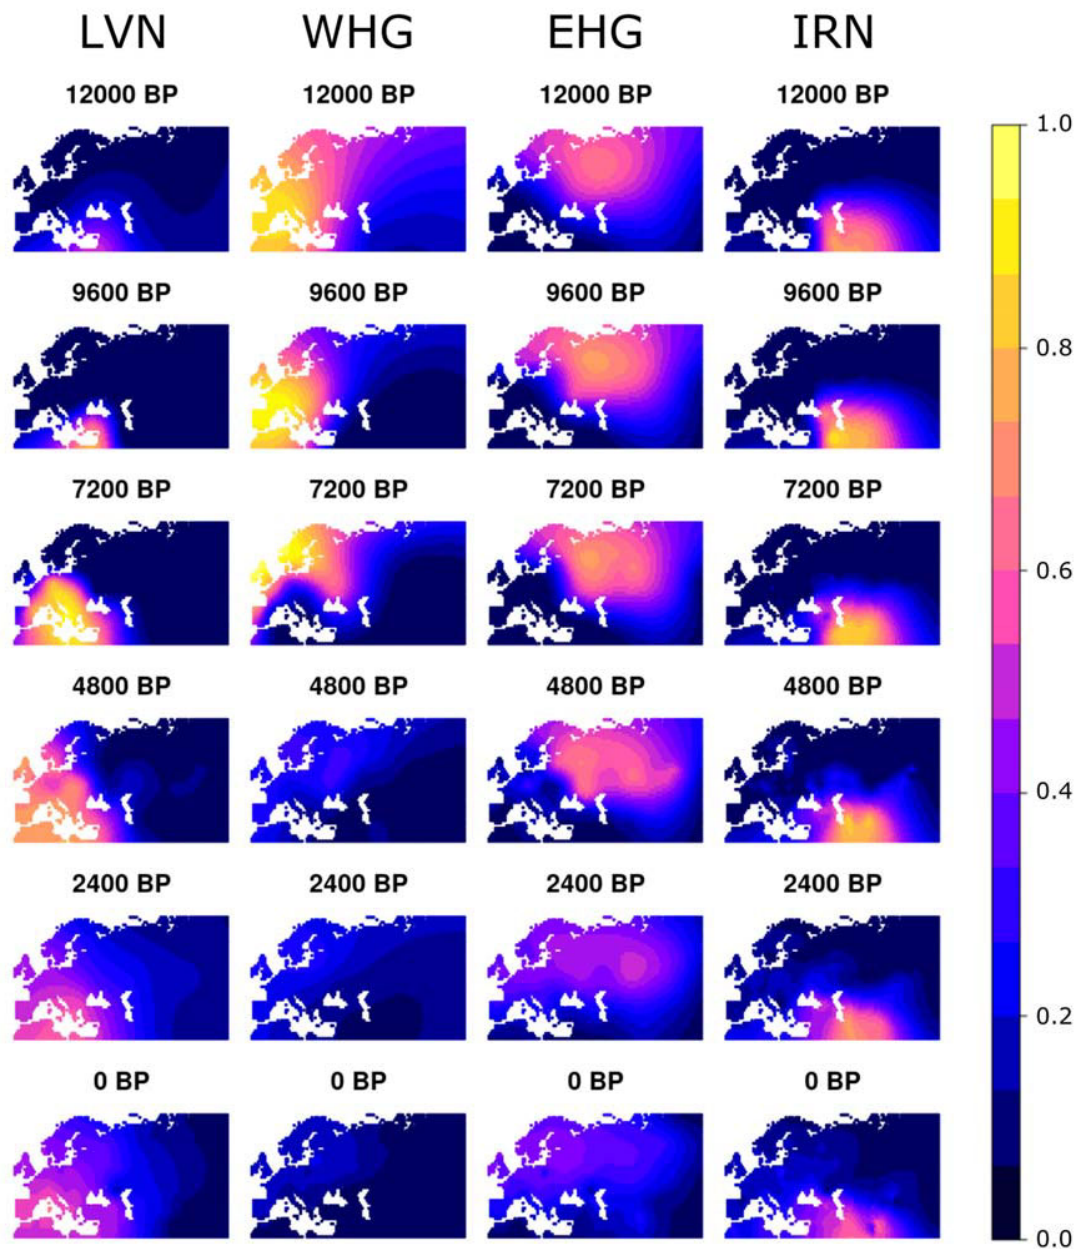 LVN WHG EHG IRN
12000 BP 12000 BP 12000 BP 12000 BP
1.0
9600 BP 9600 BP 9600 BP 9600 BP
0.8
7200 BP 7200 BP 7200 BP 7200 BP
0.6
4800 BP 4800 BP 4800 BP 4800 BP
0.4
2400 BP 2400 BP 2400 BP 2400 BP
0.2
0 BP 0 BP 0 BP 0 BP
0.0